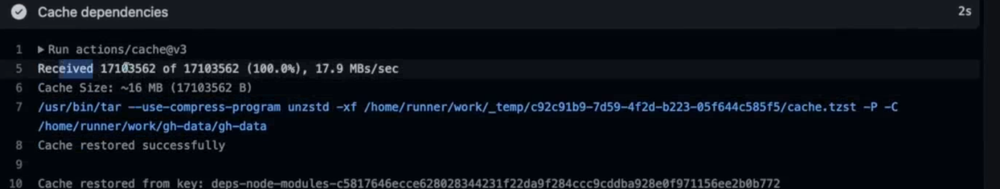 Cache dependencies 2s
1 Run actions/cache@v3
5 Received 17103562 of 17103562 (100.0%), 17.9 MBs/sec
6 Cache Size: ~16 MB (17103562 B)
7 /usr/bin/tar --use-compress-program unzstd -xf /home/runner/work/_temp/c92c91b9-7d59-4f2d-b223-05f644c585f5/cache.tzst -P -C
/home/runner/work/gh-data/gh-data
8 Cache restored successfully
9
10 Cache restored from key: deps-node-modules-c5817646ecce628028344231f22da9f284ccc9cddba928e0f971156ee2b0b772